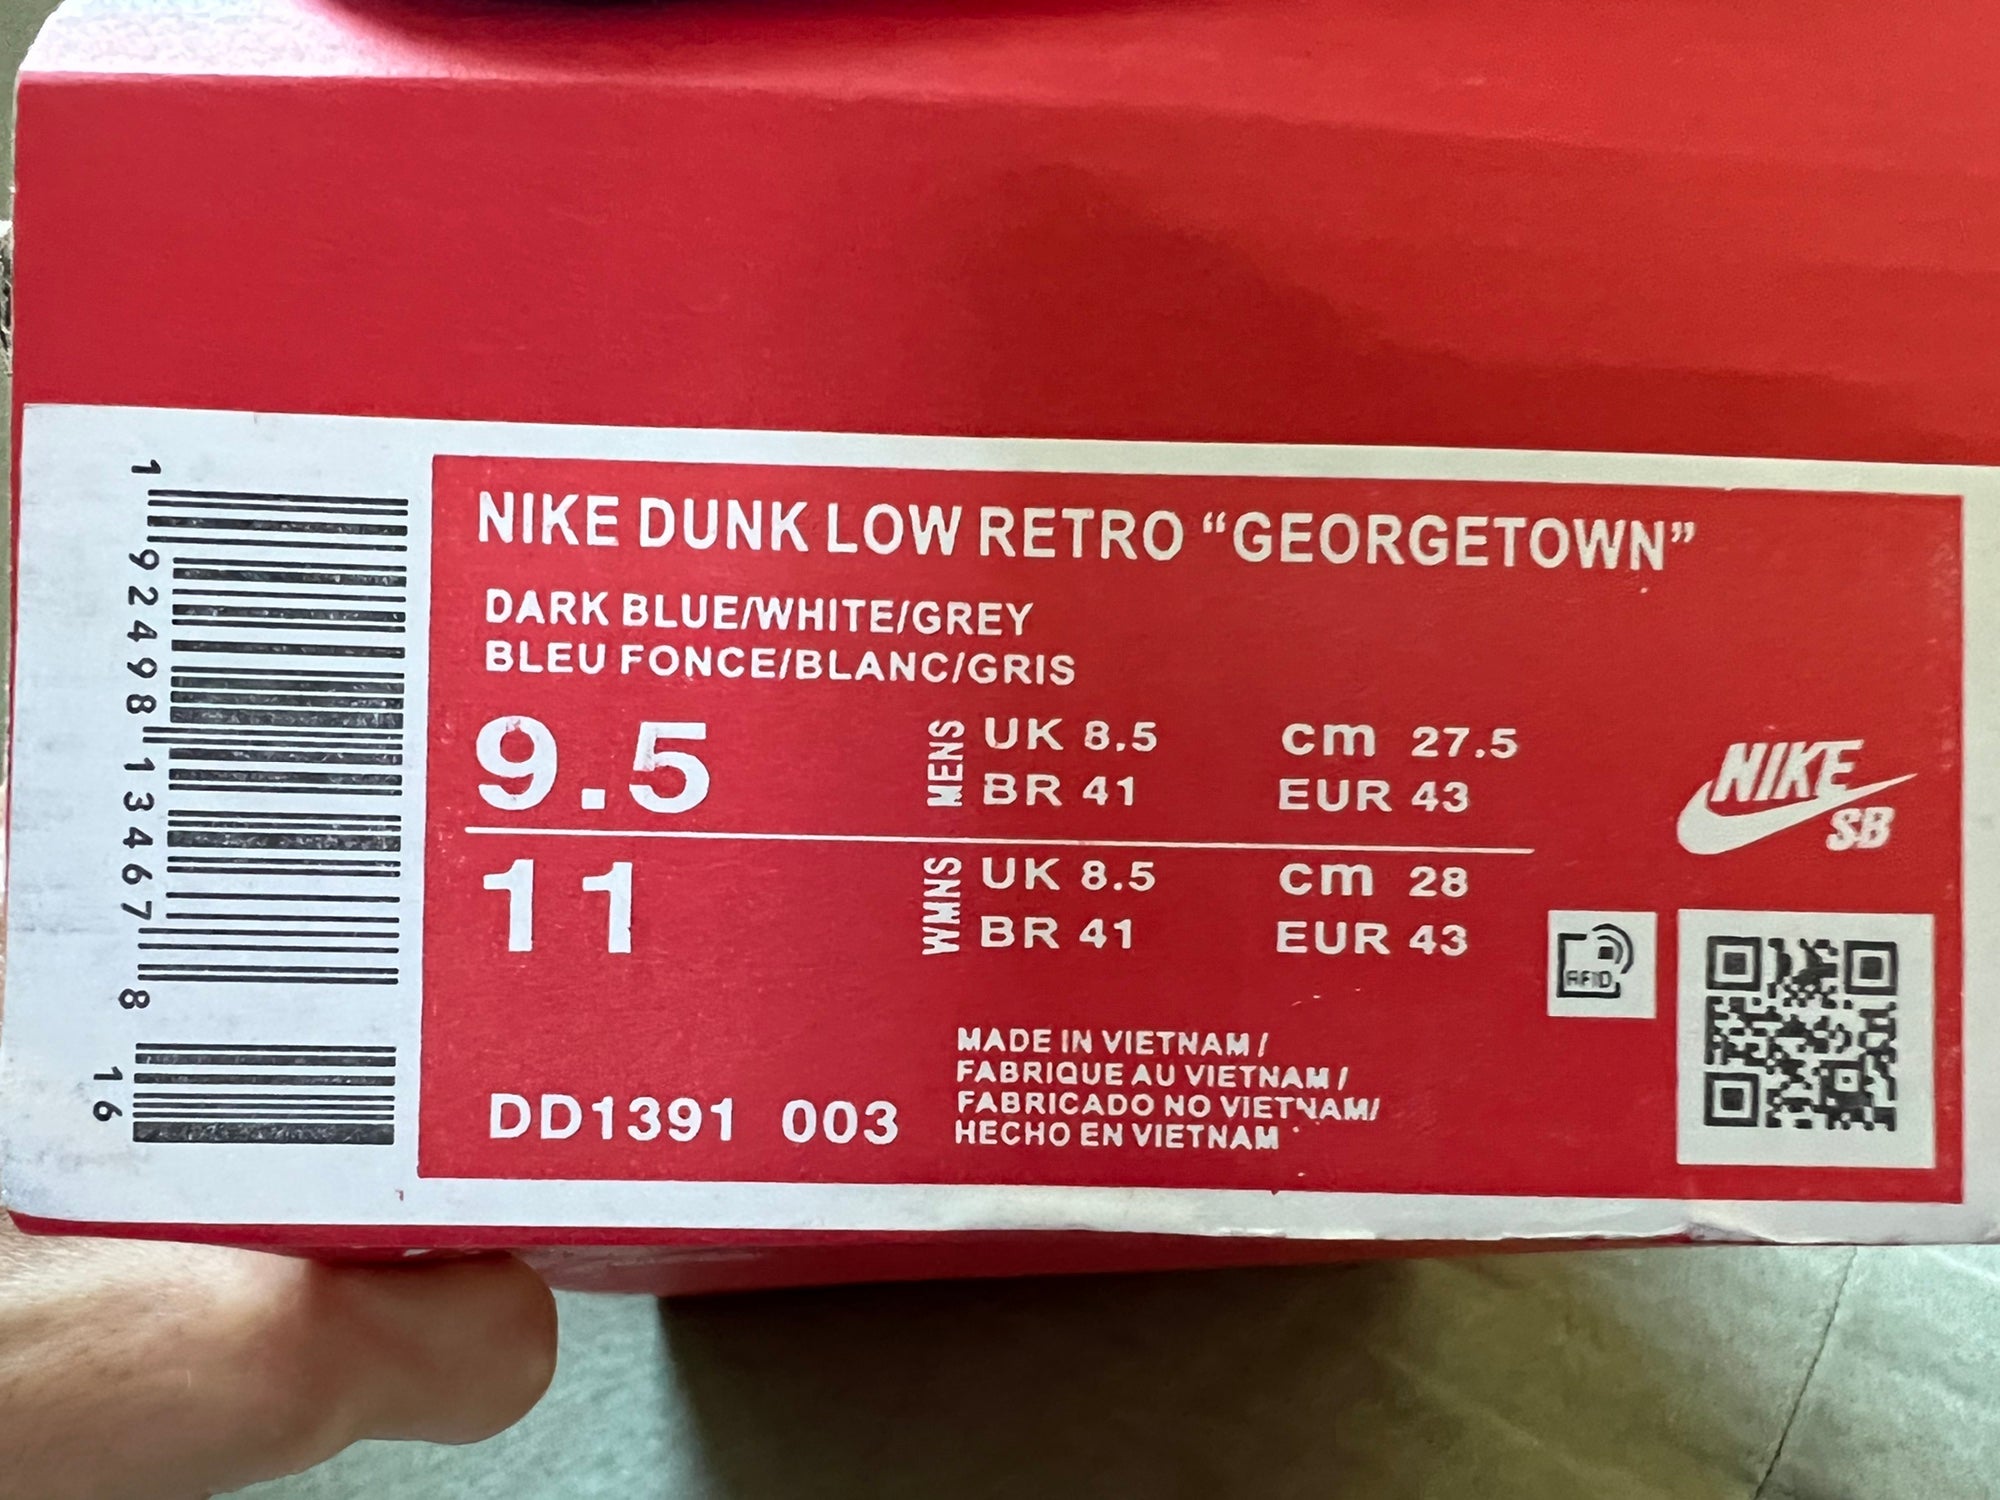 NIKE DUNK LOW RETRO “GEORGETOWN”
DARK BLUE/WHITE/GREY
BLEU FONCE/BLANC/GRIS
9.5 MENS UK 8.5 cm 27.5
BR 41 EUR 43
11 WMNS UK 8.5 cm 28
BR 41 EUR 43
NIKE
SB
RFID
DD1391 003
MADE IN VIETNAM /
FABRIQUE AU VIETNAM /
FABRICADO NO VIETNAM/
HECHO EN VIETNAM
1 92498 13467 8
16